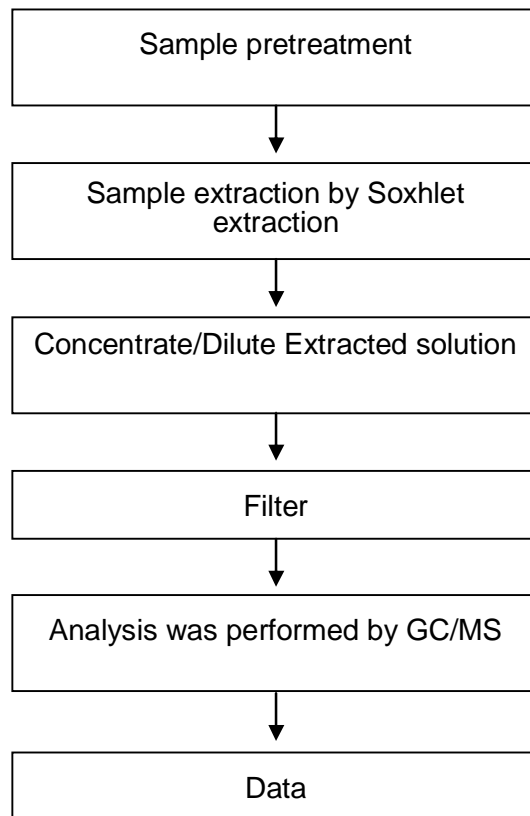 Sample pretreatment
Sample extraction by Soxhlet
extraction
Concentrate/Dilute Extracted solution
Filter
Analysis was performed by GC/MS
Data